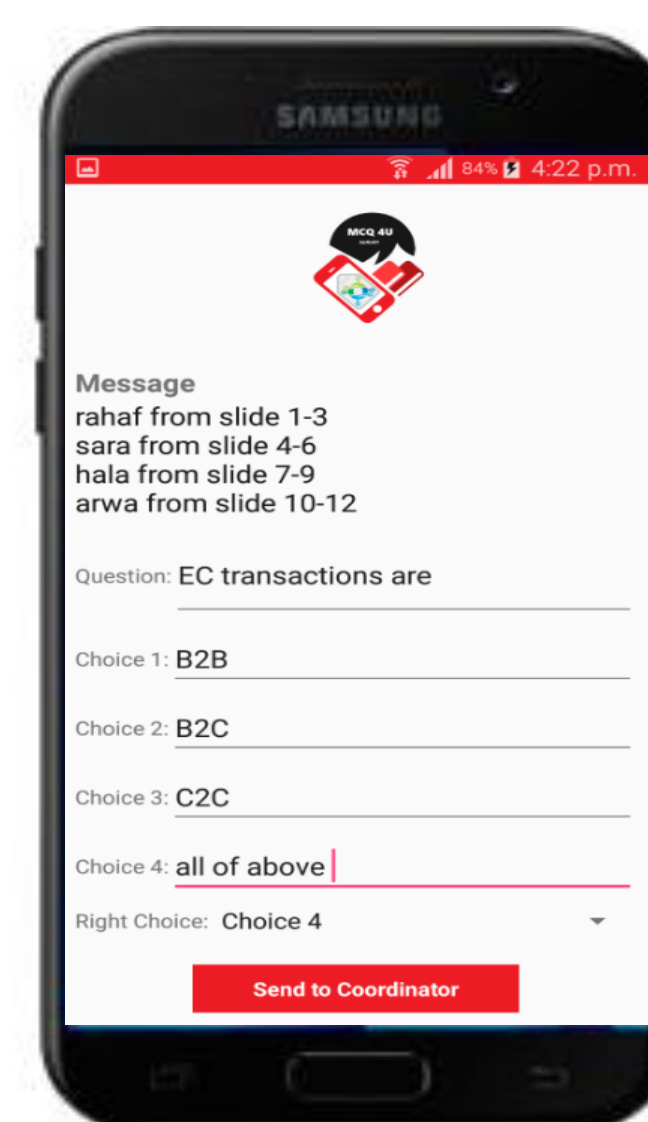 SAMSUNG
84% 4:22 p.m.
MCQ 4U
Message
rahaf from slide 1-3
sara from slide 4-6
hala from slide 7-9
arwa from slide 10-12
Question: EC transactions are
Choice 1: B2B
Choice 2: B2C
Choice 3: C2C
Choice 4: all of above
Right Choice: Choice 4
Send to Coordinator